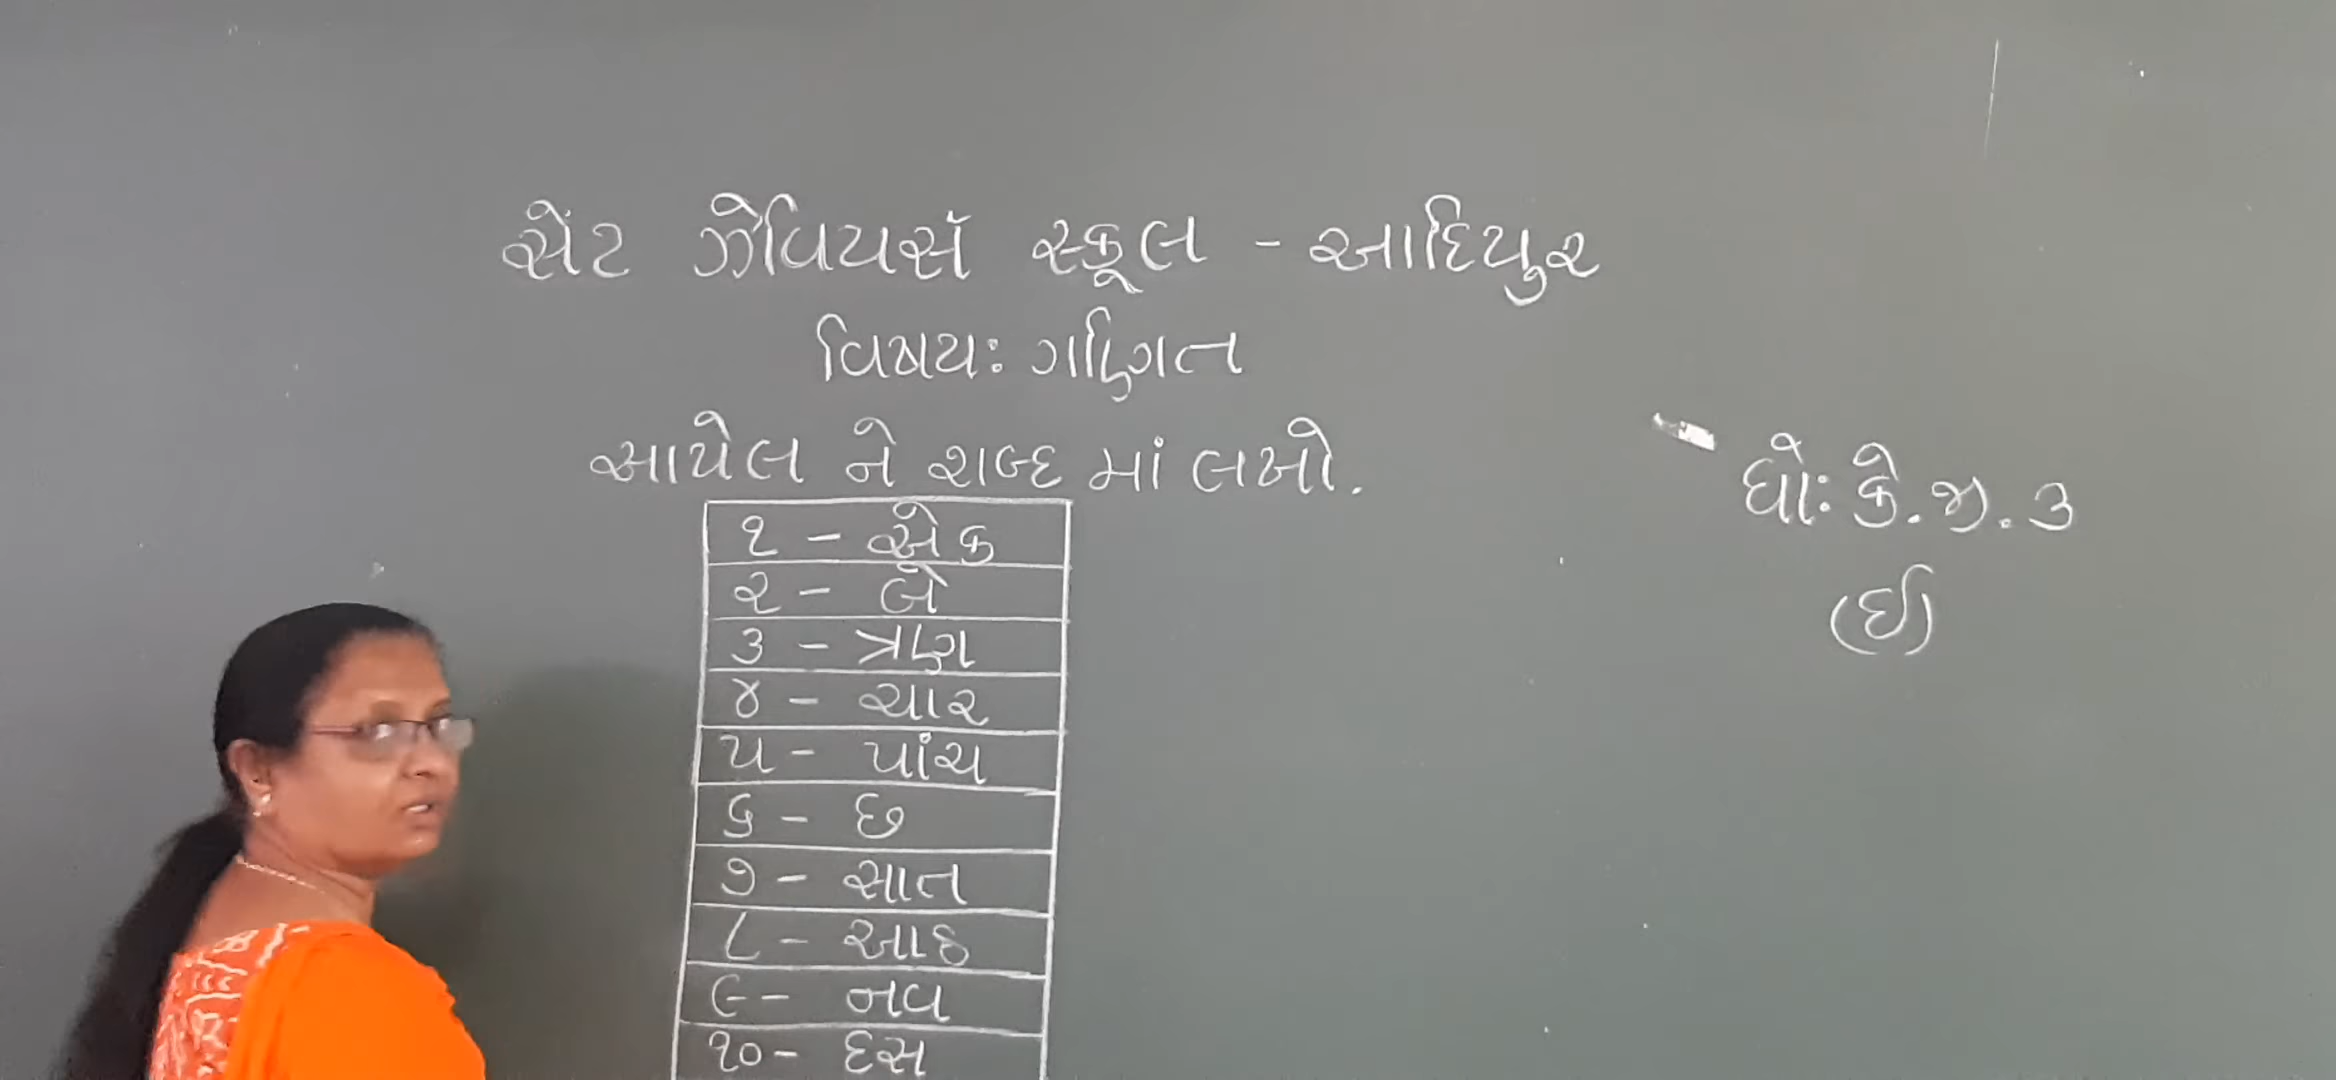 સેંટ ઝેવિયર્સ સ્કૂલ - આદિપુર
વિષય: ગણિત
આપેલ ને શબ્દ માં લખો.
ધો: કે.જી. ૩
(ઈ)
૧ - એક
૨ - બે
૩ - ત્રણ
૪ - ચાર
૫ - પાંચ
૬ - છ
૭ - સાત
૮ - આઠ
૯ - નવ
૧૦ - દસ